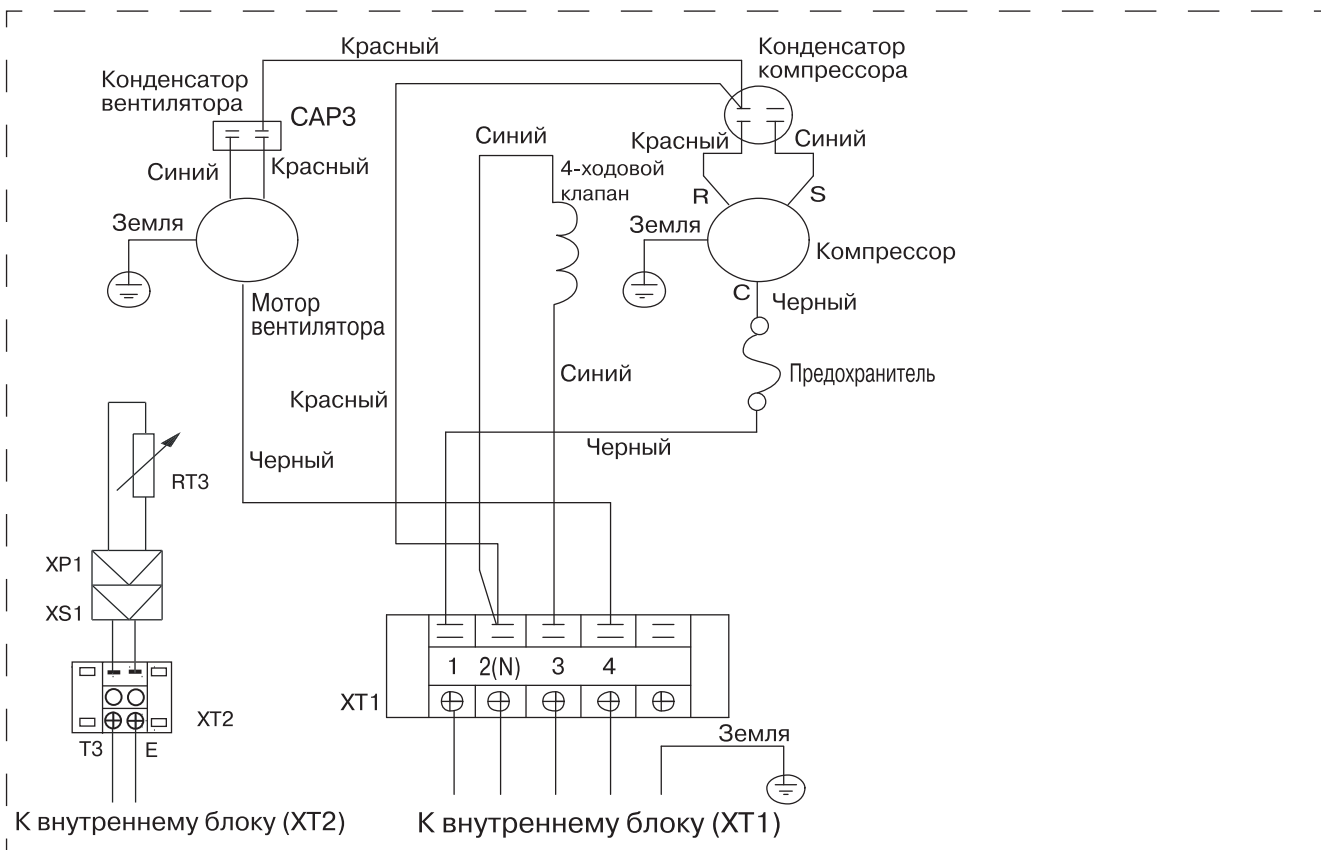 Красный
Конденсатор
компрессора
Конденсатор
вентилятора
CAP3
Синий
Красный
Синий
Синий
Красный
4-ходовой
клапан
R
S
Земля
Земля
Компрессор
C
Черный
Мотор
вентилятора
Синий
Предохранитель
Красный
Черный
Черный
RT3
XP1
XS1
1
2(N)
3
4
XT1
XT2
T3
E
Земля
К внутреннему блоку (XT2)
К внутреннему блоку (XT1)